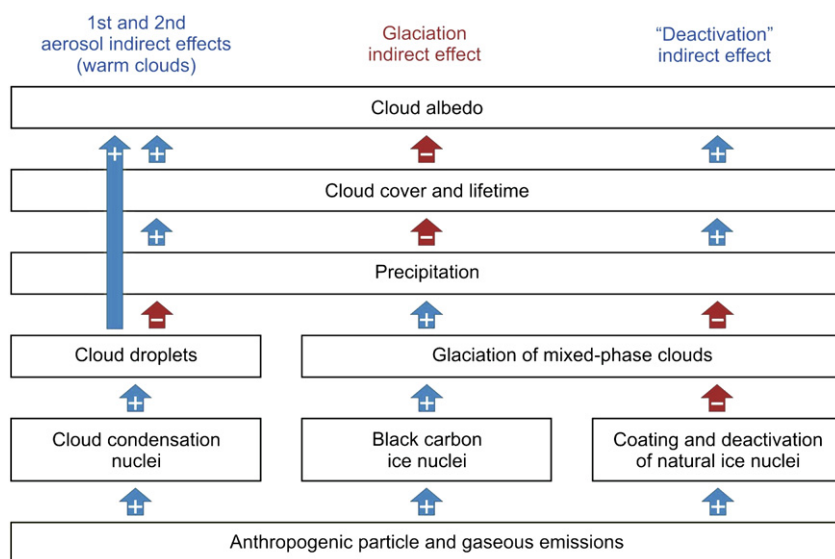 1st and 2nd
aerosol indirect effects
(warm clouds)
Glaciation
indirect effect
“Deactivation”
indirect effect
Cloud albedo
+
+
−
+
Cloud cover and lifetime
+
−
+
Precipitation
−
+
−
Cloud droplets
Glaciation of mixed-phase clouds
+
+
−
Cloud condensation
nuclei
Black carbon
ice nuclei
Coating and deactivation
of natural ice nuclei
+
+
+
Anthropogenic particle and gaseous emissions